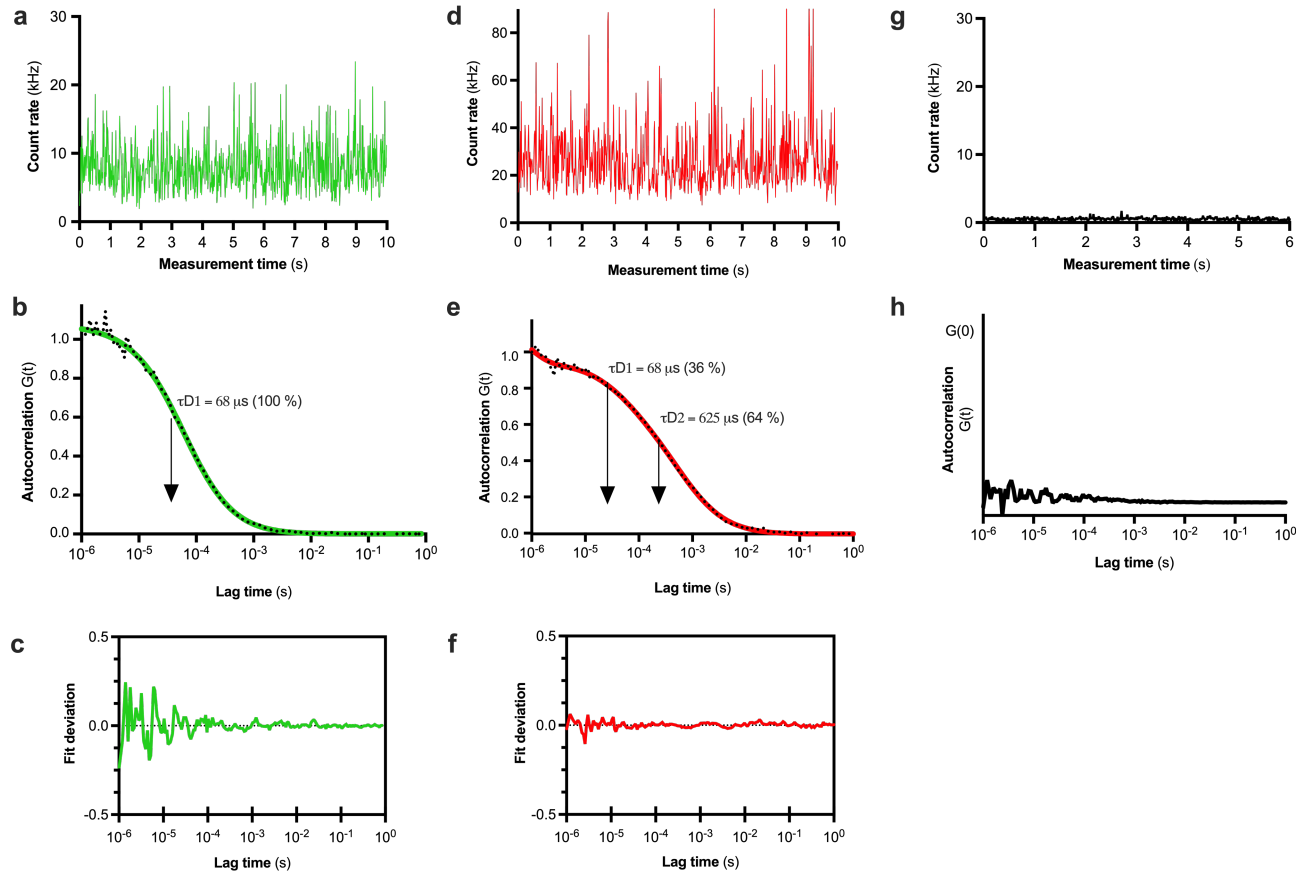 a
30
20
10
0
Count rate (kHz)
0 1 2 3 4 5 6 7 8 9 10
Measurement time (s)
d
80
60
40
20
0
Count rate (kHz)
0 1 2 3 4 5 6 7 8 9 10
Measurement time (s)
g
30
20
10
0
Count rate (kHz)
0 1 2 3 4 5 6
Measurement time (s)
b
1.0
0.8
0.6
0.4
0.2
0.0
Autocorrelation G(t)
τD1 = 68 μs (100 %)
10⁻⁶ 10⁻⁵ 10⁻⁴ 10⁻³ 10⁻² 10⁻¹ 10⁰
Lag time (s)
e
1.0
0.8
0.6
0.4
0.2
0.0
Autocorrelation G(t)
τD1 = 68 μs (36 %)
τD2 = 625 μs (64 %)
10⁻⁶ 10⁻⁵ 10⁻⁴ 10⁻³ 10⁻² 10⁻¹ 10⁰
Lag time (s)
h
G(0)
Autocorrelation
G(t)
10⁻⁶ 10⁻⁵ 10⁻⁴ 10⁻³ 10⁻² 10⁻¹ 10⁰
Lag time (s)
c
0.5
0.0
-0.5
Fit deviation
10⁻⁶ 10⁻⁵ 10⁻⁴ 10⁻³ 10⁻² 10⁻¹ 10⁰
Lag time (s)
f
0.5
0.0
-0.5
Fit deviation
10⁻⁶ 10⁻⁵ 10⁻⁴ 10⁻³ 10⁻² 10⁻¹ 10⁰
Lag time (s)